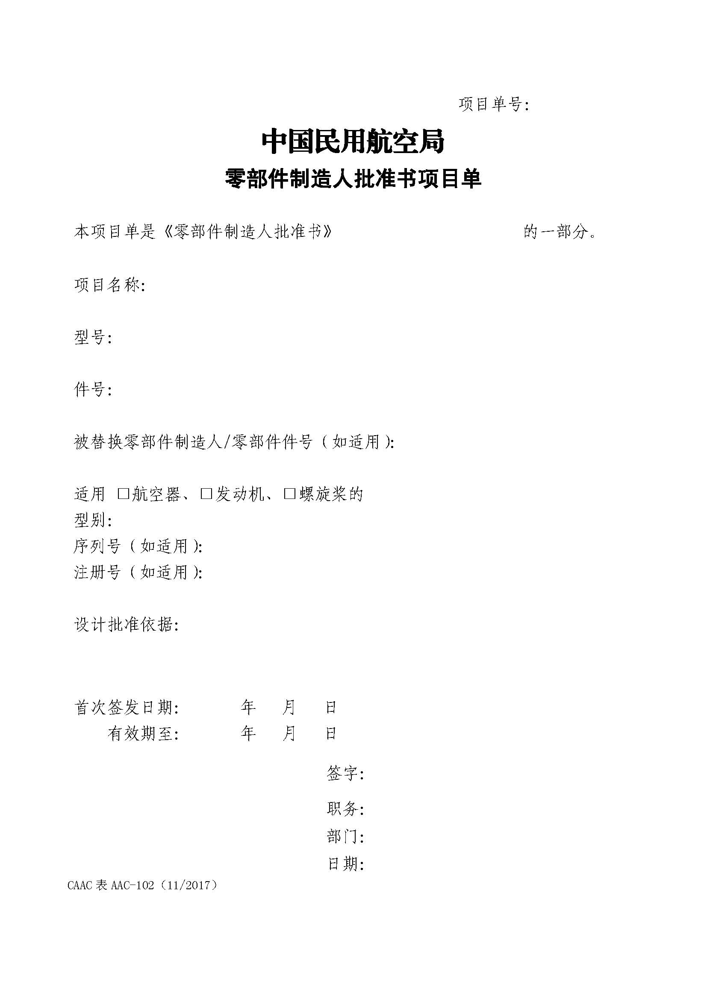 项目单号：
中国民用航空局
零部件制造人批准书项目单
本项目单是《零部件制造人批准书》 的一部分。
项目名称：
型号：
件号：
被替换零部件制造人/零部件件号（如适用）：
适用 □航空器、□发动机、□螺旋桨的
型别：
序列号（如适用）：
注册号（如适用）：
设计批准依据：
首次签发日期： 年 月 日
有效期至： 年 月 日
签字：
职务：
部门：
日期：
CAAC 表 AAC-102（11/2017）